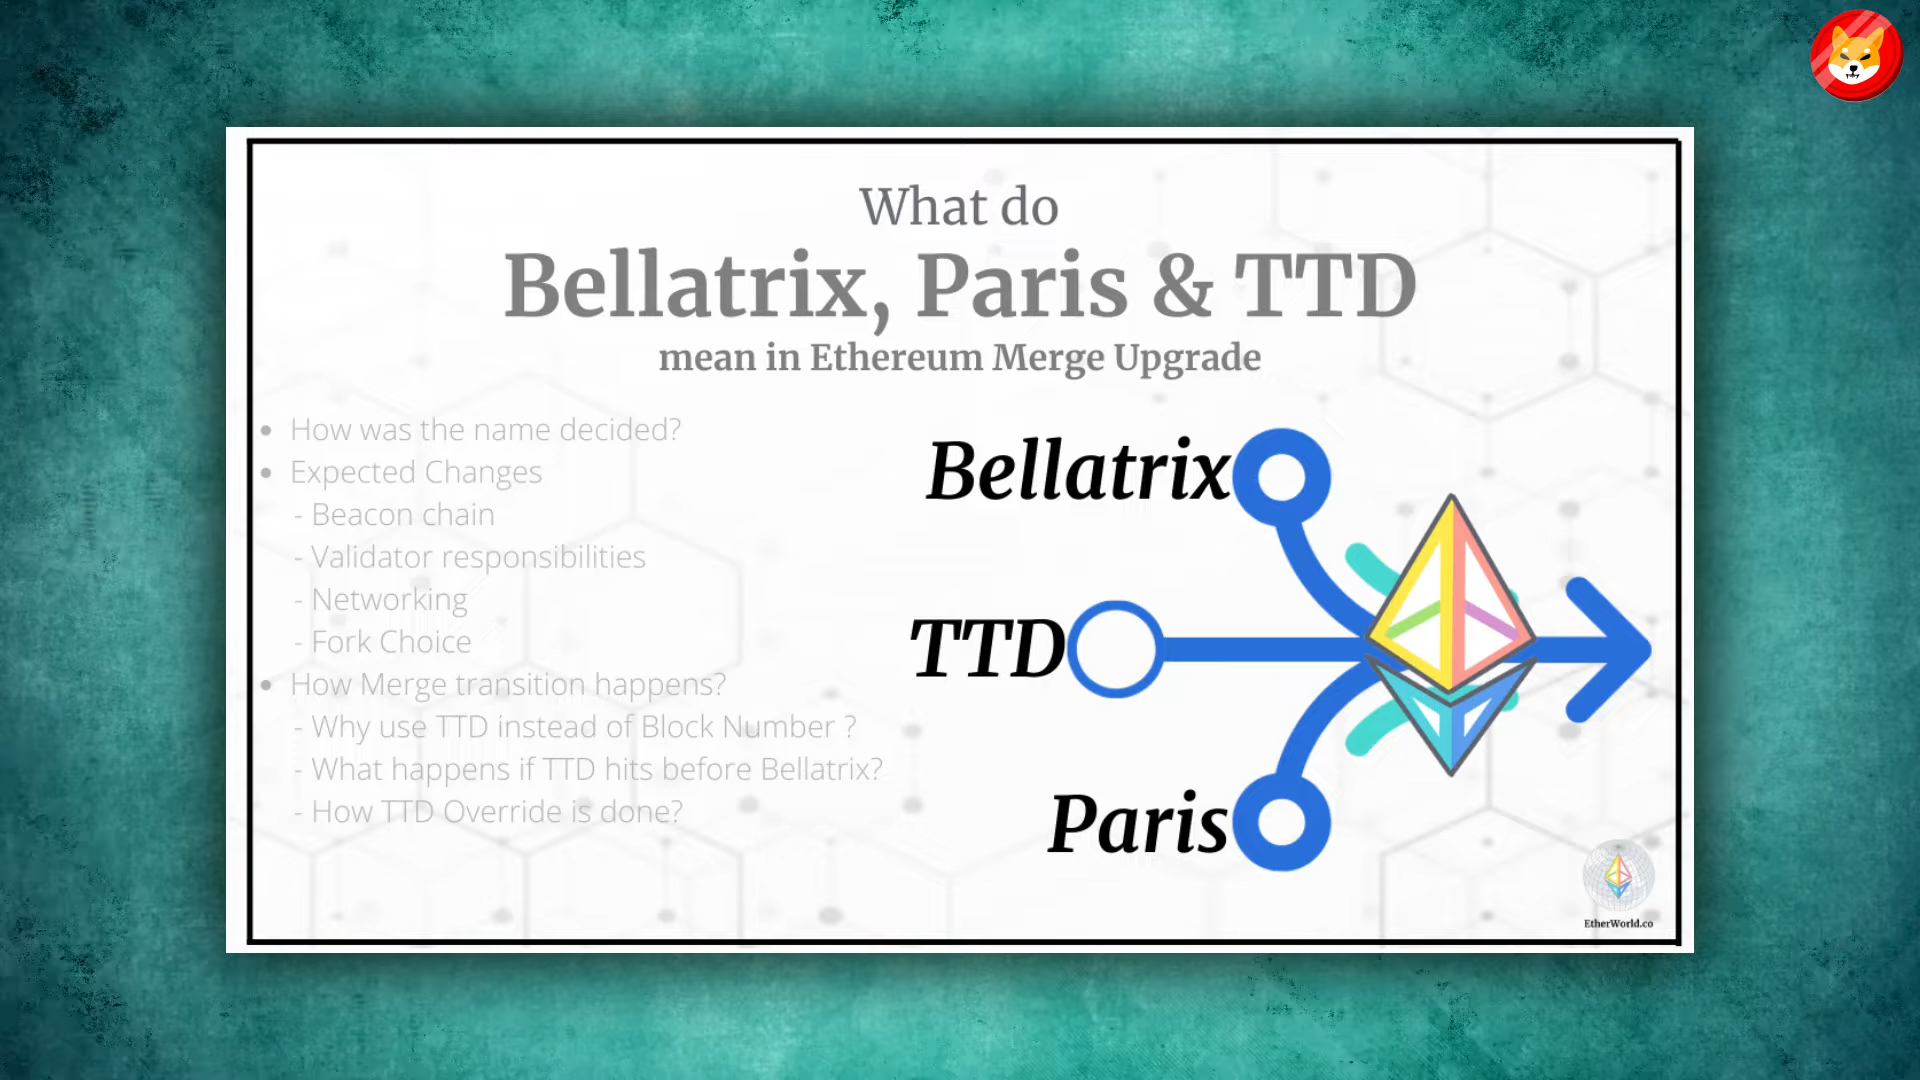 What do
Bellatrix, Paris & TTD
mean in Ethereum Merge Upgrade
• How was the name decided?
• Expected Changes
- Beacon chain
- Validator responsibilities
- Networking
- Fork Choice
• How Merge transition happens?
- Why use TTD instead of Block Number ?
- What happens if TTD hits before Bellatrix?
- How TTD Override is done?
Bellatrix
TTD
Paris
EtherWorld.co